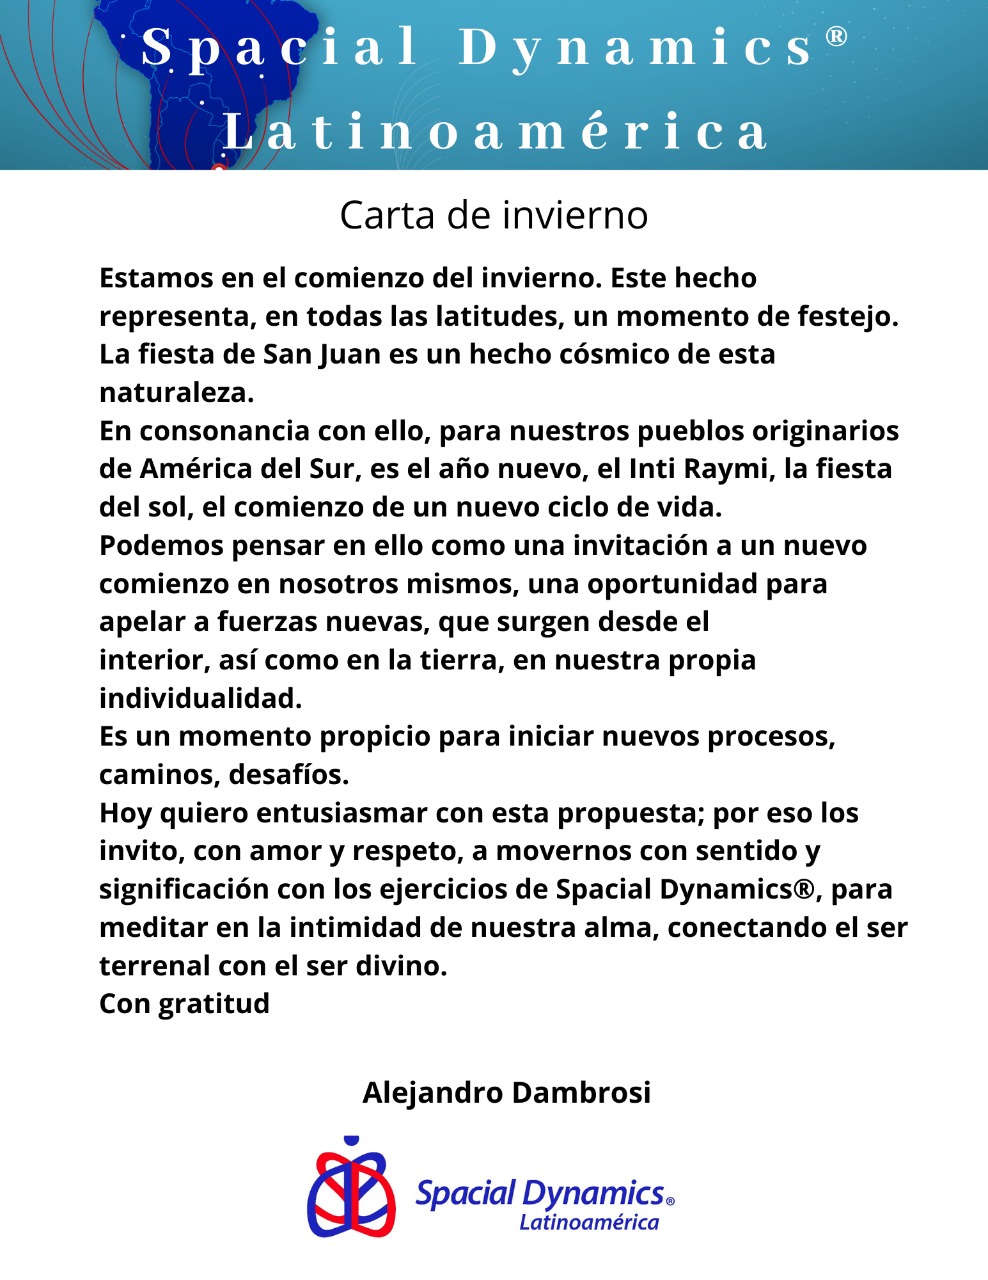 Spacial Dynamics®
Latinoamérica
Carta de invierno
Estamos en el comienzo del invierno. Este hecho
representa, en todas las latitudes, un momento de festejo.
La fiesta de San Juan es un hecho cósmico de esta
naturaleza.
En consonancia con ello, para nuestros pueblos originarios
de América del Sur, es el año nuevo, el Inti Raymi, la fiesta
del sol, el comienzo de un nuevo ciclo de vida.
Podemos pensar en ello como una invitación a un nuevo
comienzo en nosotros mismos, una oportunidad para
apelar a fuerzas nuevas, que surgen desde el
interior, así como en la tierra, en nuestra propia
individualidad.
Es un momento propicio para iniciar nuevos procesos,
caminos, desafíos.
Hoy quiero entusiasmar con esta propuesta; por eso los
invito, con amor y respeto, a movernos con sentido y
significación con los ejercicios de Spacial Dynamics®, para
meditar en la intimidad de nuestra alma, conectando el ser
terrenal con el ser divino.
Con gratitud
Alejandro Dambrosi
Spacial Dynamics®
Latinoamérica